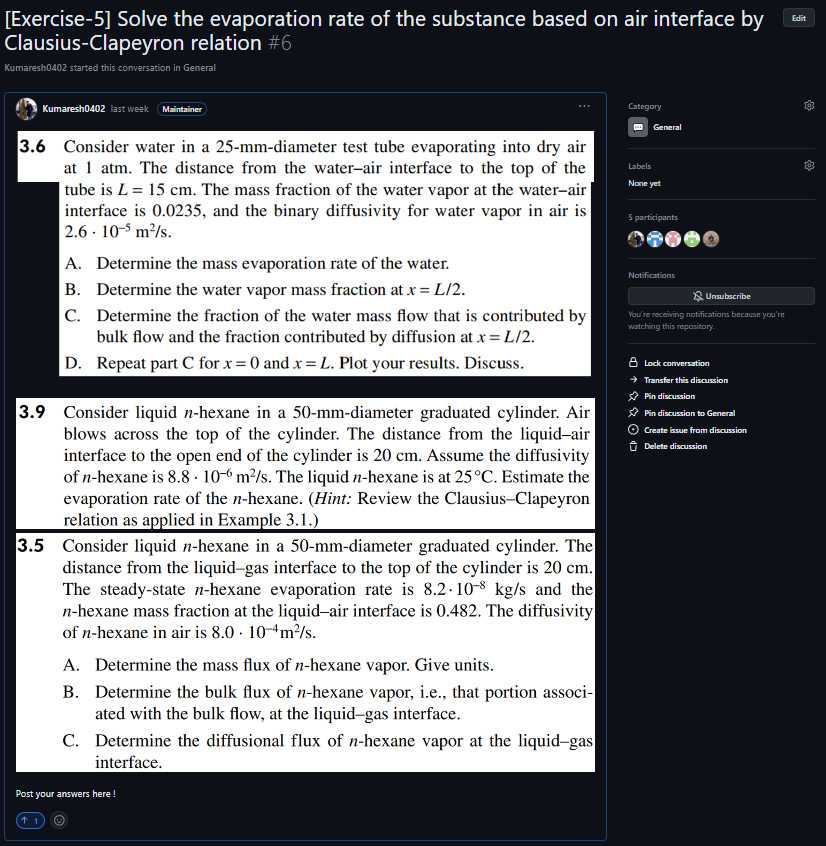 [Exercise-5] Solve the evaporation rate of the substance based on air interface by
Clausius-Clapeyron relation #6
Edit
Kumaresh0402 started this conversation in General
Kumaresh0402 last week Maintainer
3.6 Consider water in a 25-mm-diameter test tube evaporating into dry air
at 1 atm. The distance from the water–air interface to the top of the
tube is L = 15 cm. The mass fraction of the water vapor at the water–air
interface is 0.0235, and the binary diffusivity for water vapor in air is
2.6 · 10⁻⁵ m²/s.
A. Determine the mass evaporation rate of the water.
B. Determine the water vapor mass fraction at x = L/2.
C. Determine the fraction of the water mass flow that is contributed by
bulk flow and the fraction contributed by diffusion at x = L/2.
D. Repeat part C for x = 0 and x = L. Plot your results. Discuss.
3.9 Consider liquid n-hexane in a 50-mm-diameter graduated cylinder. Air
blows across the top of the cylinder. The distance from the liquid–air
interface to the open end of the cylinder is 20 cm. Assume the diffusivity
of n-hexane is 8.8 · 10⁻⁶ m²/s. The liquid n-hexane is at 25°C. Estimate the
evaporation rate of the n-hexane. (Hint: Review the Clausius–Clapeyron
relation as applied in Example 3.1.)
3.5 Consider liquid n-hexane in a 50-mm-diameter graduated cylinder. The
distance from the liquid–gas interface to the top of the cylinder is 20 cm.
The steady-state n-hexane evaporation rate is 8.2·10⁻⁸ kg/s and the
n-hexane mass fraction at the liquid–air interface is 0.482. The diffusivity
of n-hexane in air is 8.0 · 10⁻⁴m²/s.
A. Determine the mass flux of n-hexane vapor. Give units.
B. Determine the bulk flux of n-hexane vapor, i.e., that portion associ-
ated with the bulk flow, at the liquid–gas interface.
C. Determine the diffusional flux of n-hexane vapor at the liquid–gas
interface.
Post your answers here !
1
Category
General
Labels
None yet
5 participants
Notifications
Unsubscribe
You're receiving notifications because you're
watching this repository.
Lock conversation
Transfer this discussion
Pin discussion
Pin discussion to General
Create issue from discussion
Delete discussion